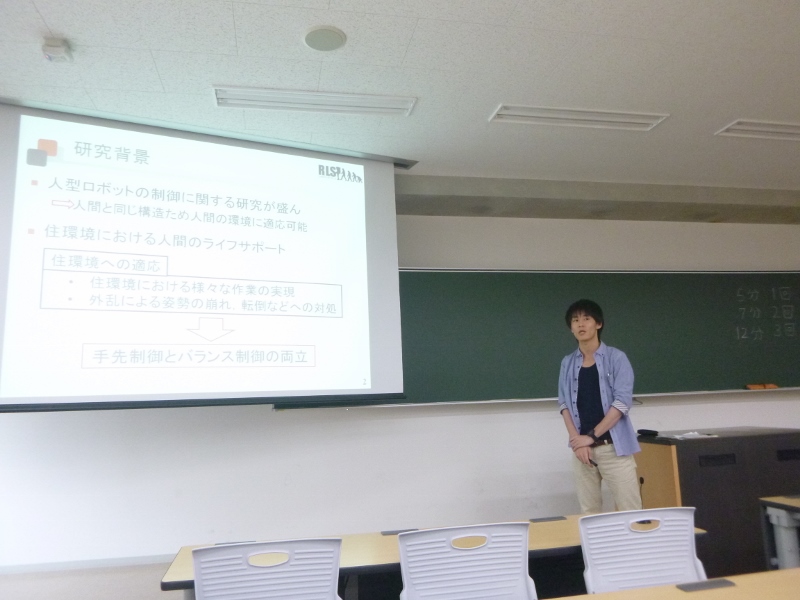 研究背景
RLSP
人型ロボットの制御に関する研究が盛ん
⇨人間と同じ構造ため人間の環境に適応可能
住環境における人間のライフサポート
住環境への適応
・ 住環境における様々な作業の実現
・ 外乱による姿勢の崩れ、転倒などへの対処
手先制御とバランス制御の両立
2
5分 1回
7分 2回
12分 3回